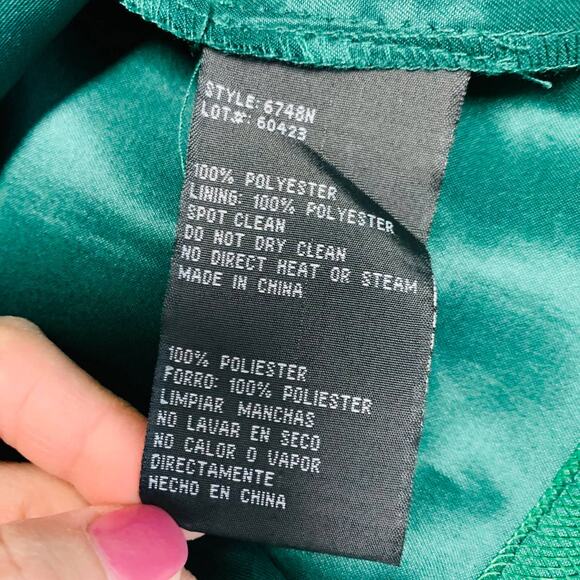 STYLE: 6748N
LOT.#: 60423
100% POLYESTER
LINING: 100% POLYESTER
SPOT CLEAN
DO NOT DRY CLEAN
NO DIRECT HEAT OR STEAM
MADE IN CHINA
100% POLIESTER
FORRO: 100% POLIESTER
LIMPIAR MANCHAS
NO LAVAR EN SECO
NO CALOR O VAPOR
DIRECTAMENTE
HECHO EN CHINA